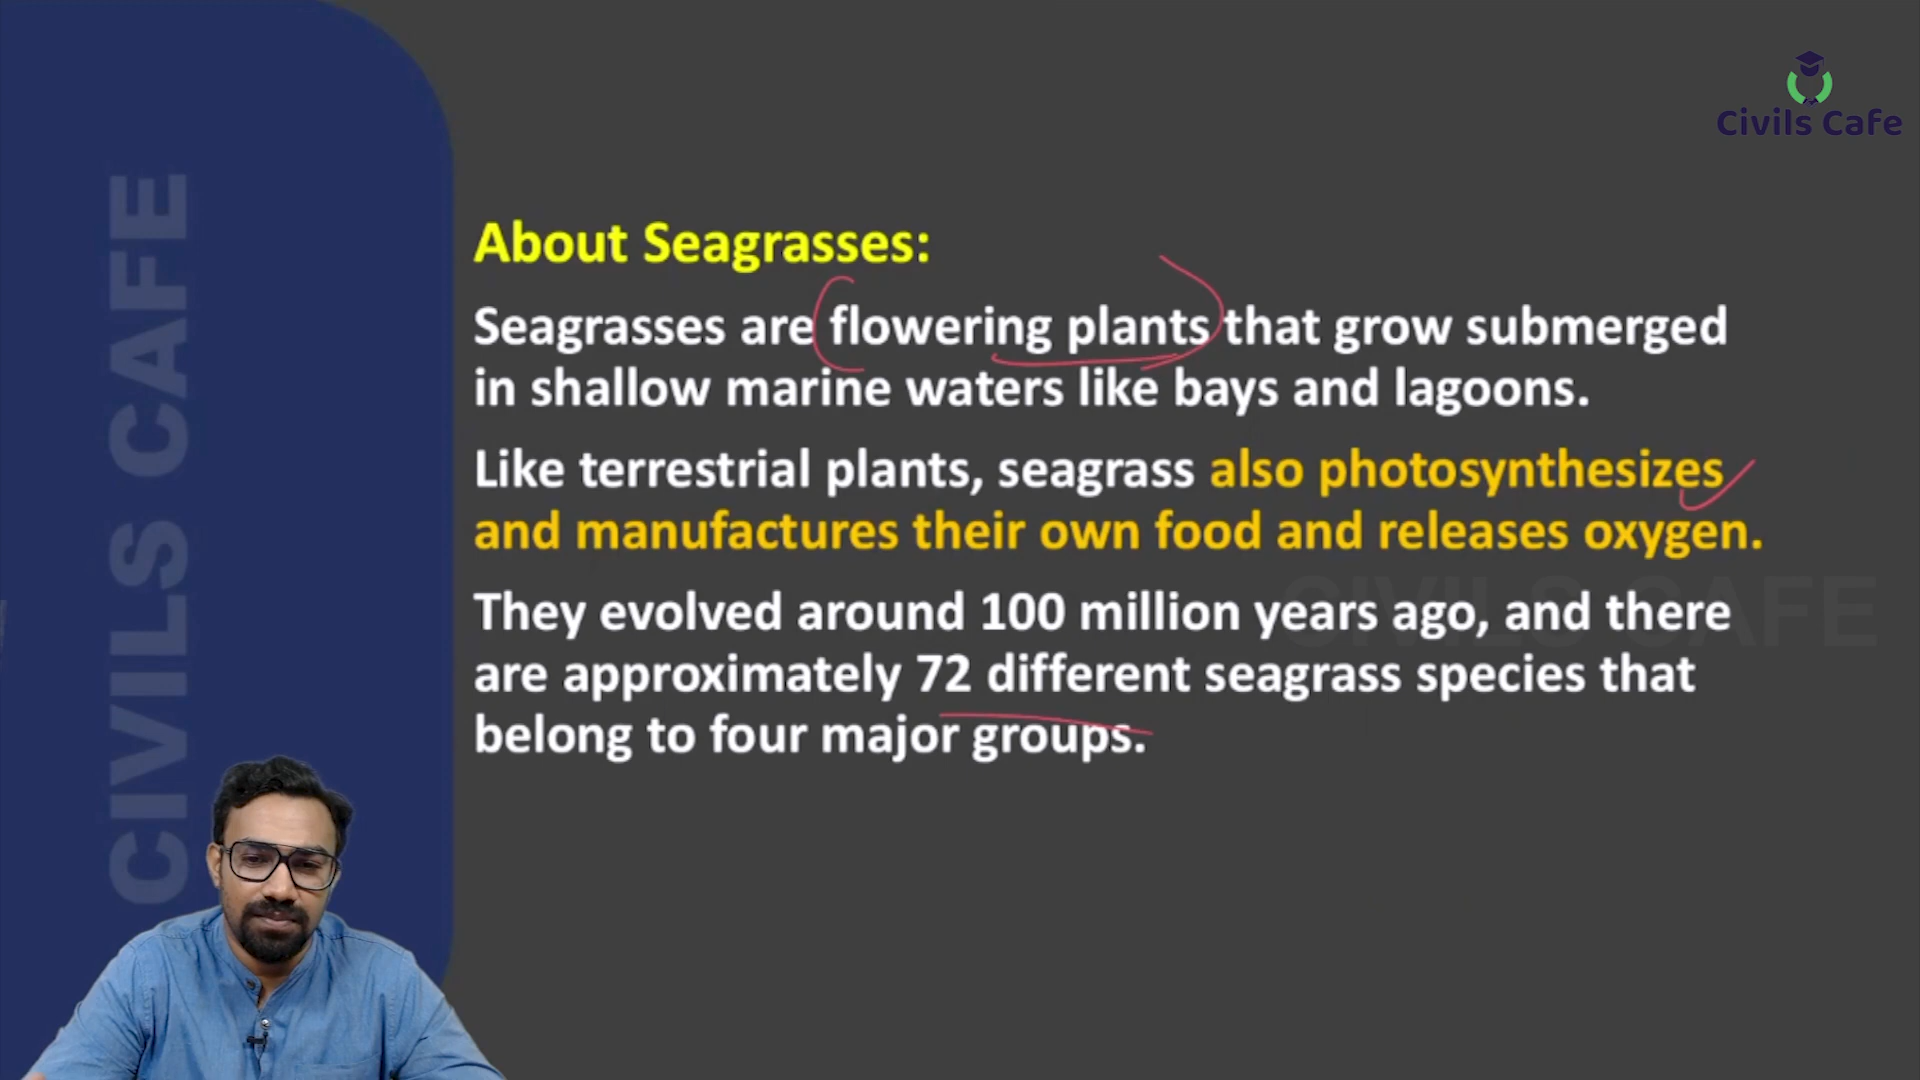 Civils Cafe
CIVILS CAFE
About Seagrasses:
Seagrasses are flowering plants that grow submerged
in shallow marine waters like bays and lagoons.
Like terrestrial plants, seagrass also photosynthesizes
and manufactures their own food and releases oxygen.
They evolved around 100 million years ago, and there
are approximately 72 different seagrass species that
belong to four major groups.
CIVILS CAFE